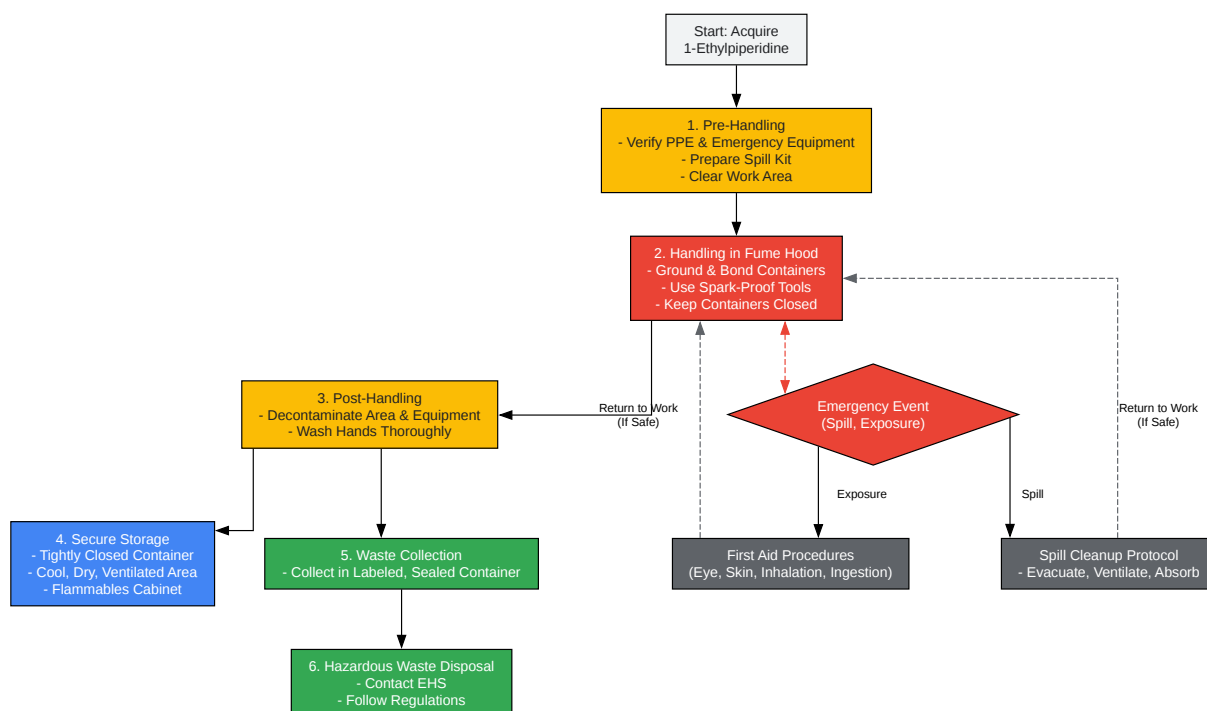 Start: Acquire
1-Ethylpiperidine
1. Pre-Handling
- Verify PPE & Emergency Equipment
- Prepare Spill Kit
- Clear Work Area
2. Handling in Fume Hood
- Ground & Bond Containers
- Use Spark-Proof Tools
- Keep Containers Closed
3. Post-Handling
- Decontaminate Area & Equipment
- Wash Hands Thoroughly
Return to Work
(If Safe)
Emergency Event
(Spill, Exposure)
Return to Work
(If Safe)
Exposure
Spill
4. Secure Storage
- Tightly Closed Container
- Cool, Dry, Ventilated Area
- Flammables Cabinet
5. Waste Collection
- Collect in Labeled, Sealed Container
First Aid Procedures
(Eye, Skin, Inhalation, Ingestion)
Spill Cleanup Protocol
- Evacuate, Ventilate, Absorb
6. Hazardous Waste Disposal
- Contact EHS
- Follow Regulations